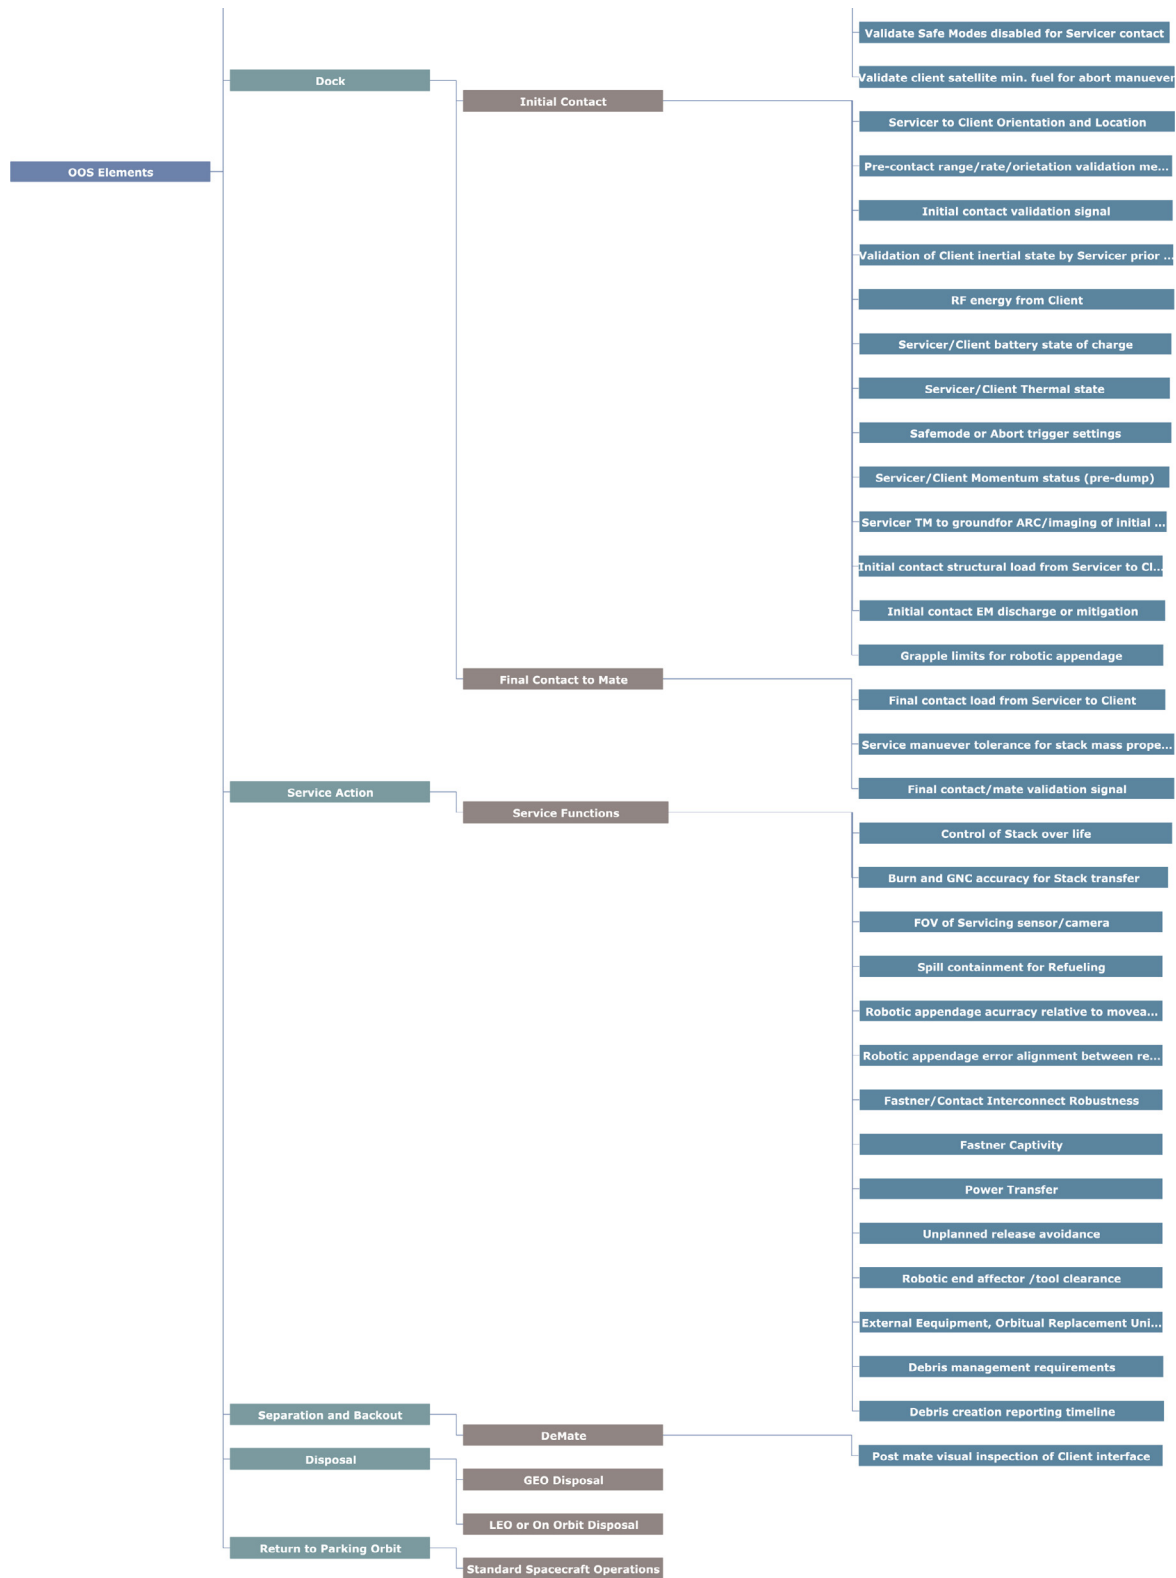 Validate Safe Modes disabled for Servicer contact
Dock
Validate client satellite min. fuel for abort manuever
Initial Contact
Servicer to Client Orientation and Location
OOS Elements
Pre-contact range/rate/orietation validation me...
Initial contact validation signal
Validation of Client inertial state by Servicer prior ...
RF energy from Client
Servicer/Client battery state of charge
Servicer/Client Thermal state
Safemode or Abort trigger settings
Servicer/Client Momentum status (pre-dump)
Servicer TM to groundfor ARC/imaging of initial ...
Initial contact structural load from Servicer to Cl...
Initial contact EM discharge or mitigation
Grapple limits for robotic appendage
Final Contact to Mate
Final contact load from Servicer to Client
Service manuever tolerance for stack mass prope...
Service Action
Final contact/mate validation signal
Service Functions
Control of Stack over life
Burn and GNC accuracy for Stack transfer
FOV of Servicing sensor/camera
Spill containment for Refueling
Robotic appendage acurracy relative to movea...
Robotic appendage error alignment between re...
Fastner/Contact Interconnect Robustness
Fastner Captivity
Power Transfer
Unplanned release avoidance
Robotic end affector /tool clearance
External Eequipment, Orbitual Replacement Uni...
Debris management requirements
Separation and Backout
Debris creation reporting timeline
DeMate
Post mate visual inspection of Client interface
Disposal
GEO Disposal
LEO or On Orbit Disposal
Return to Parking Orbit
Standard Spacecraft Operations